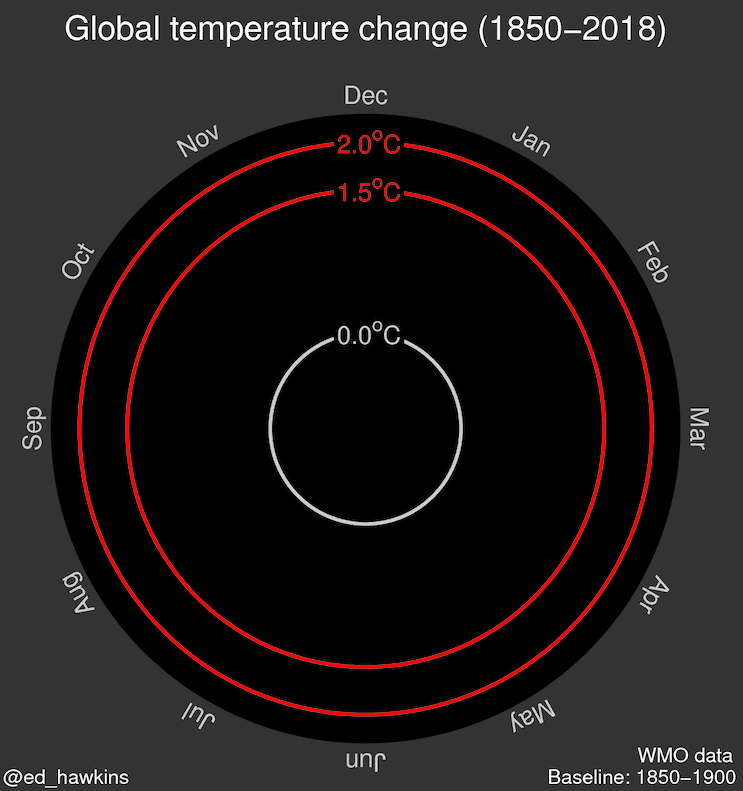 Global temperature change (1850−2018)
Dec
Nov
Jan
2.0°C
1.5°C
Oct
Feb
0.0°C
Sep
Mar
Aug
Apr
Jul
May
Jun
WMO data
@ed_hawkins
Baseline: 1850−1900